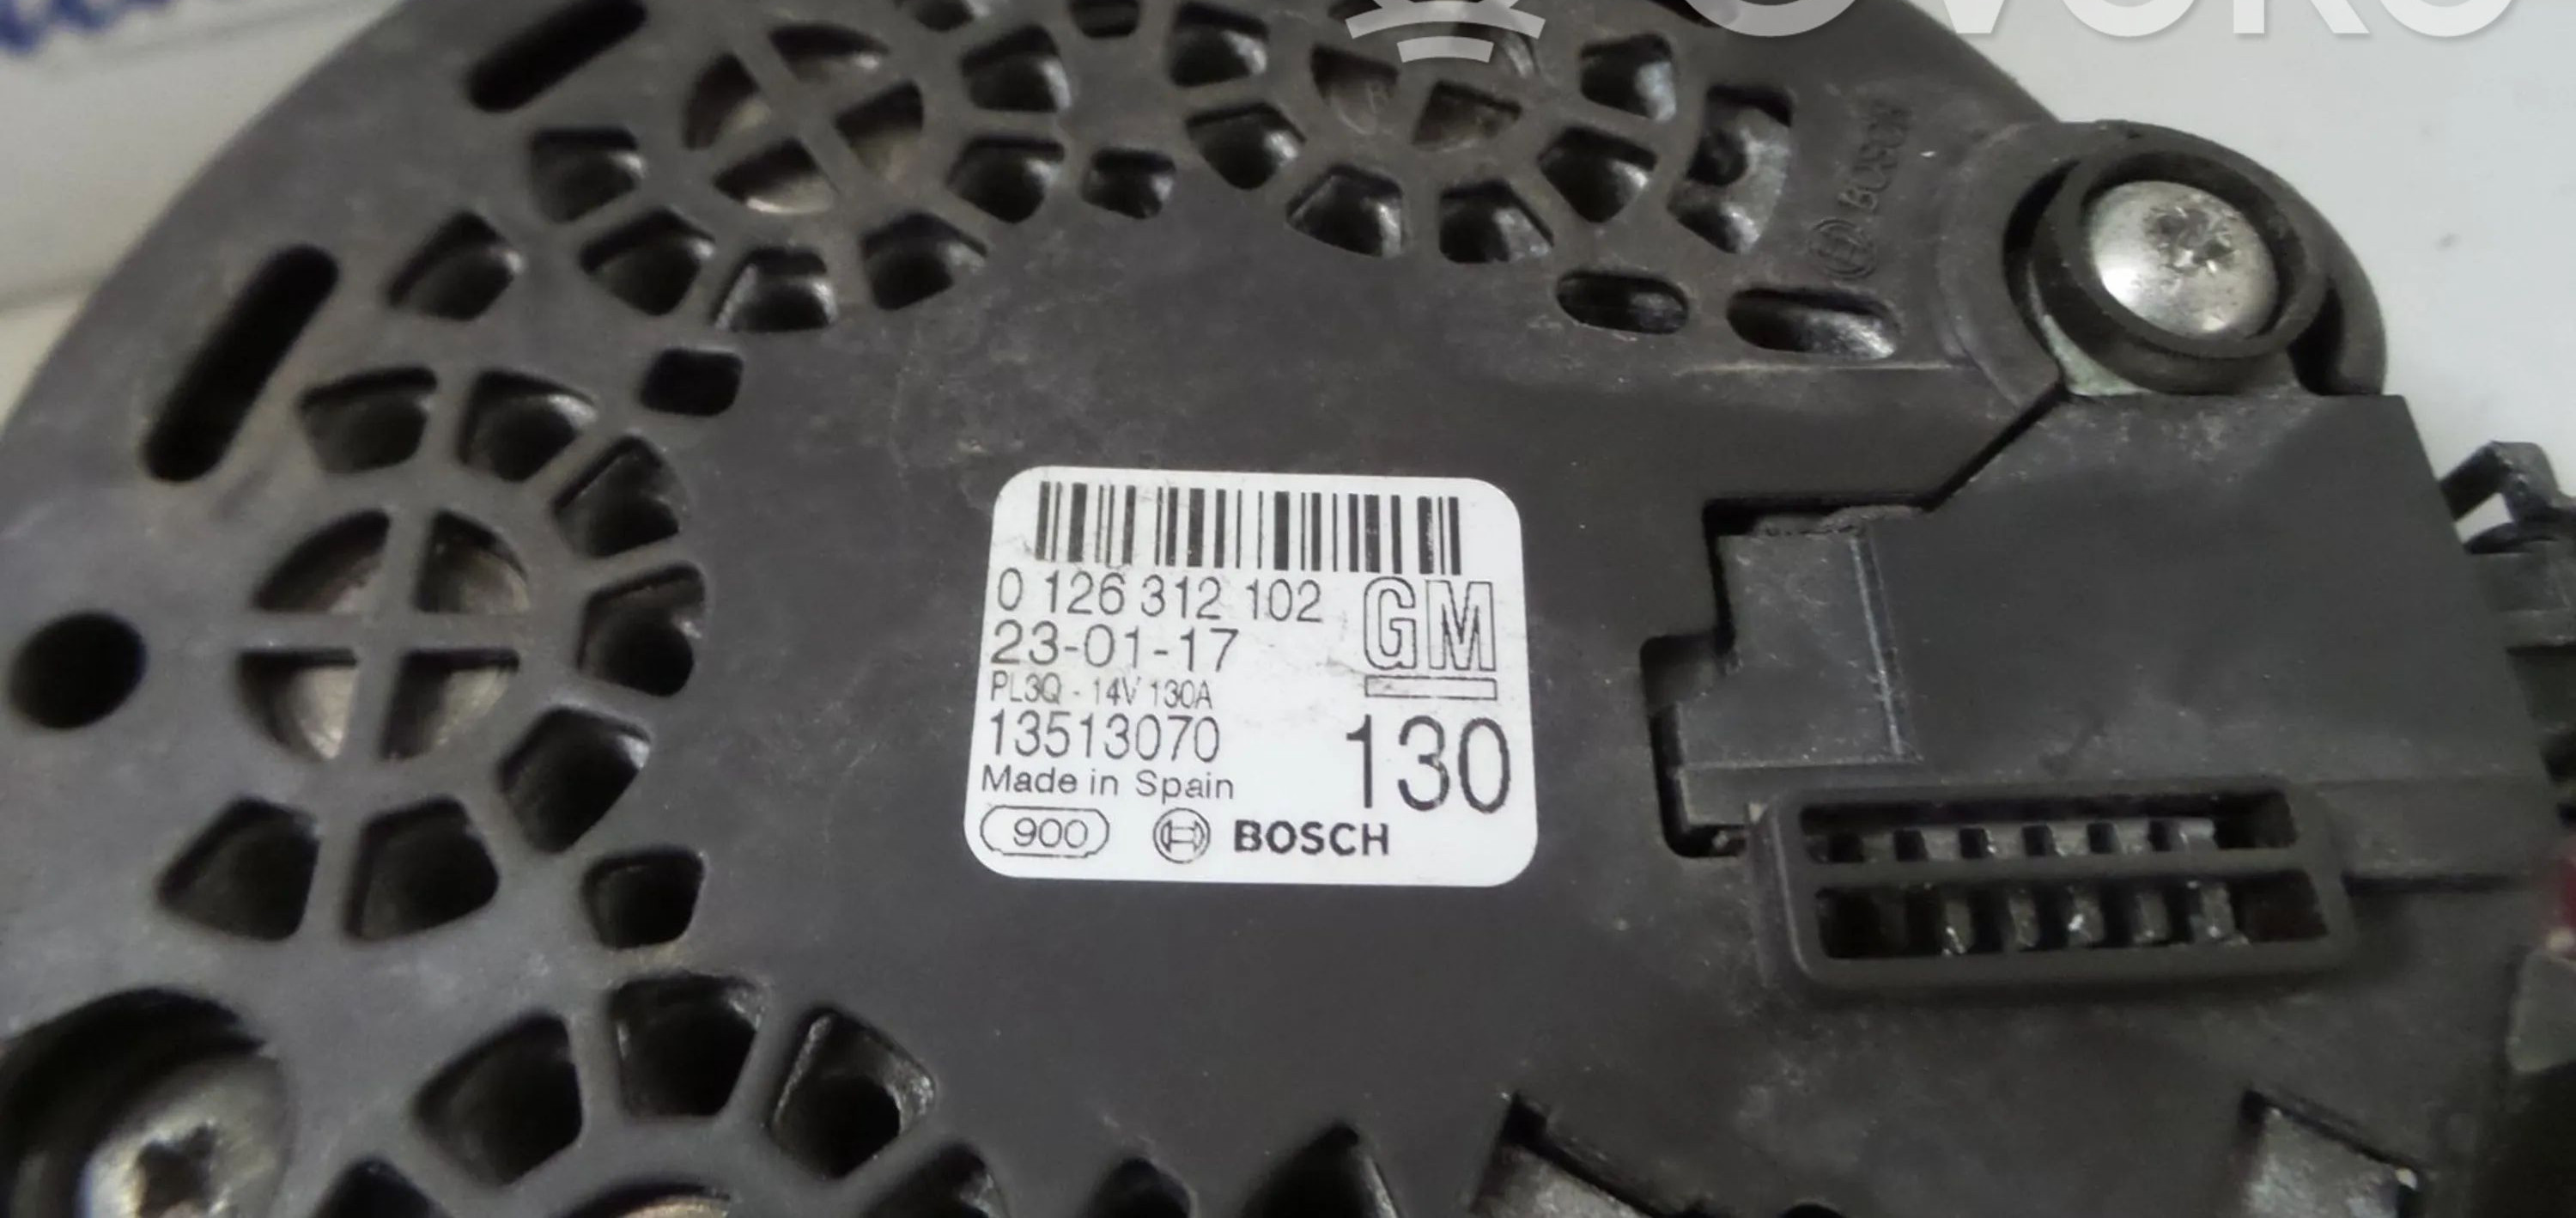 BOSCH
0 126 312 102
GM
23-01-17
PL3Q - 14V 130A
13513070
130
Made in Spain
900
BOSCH